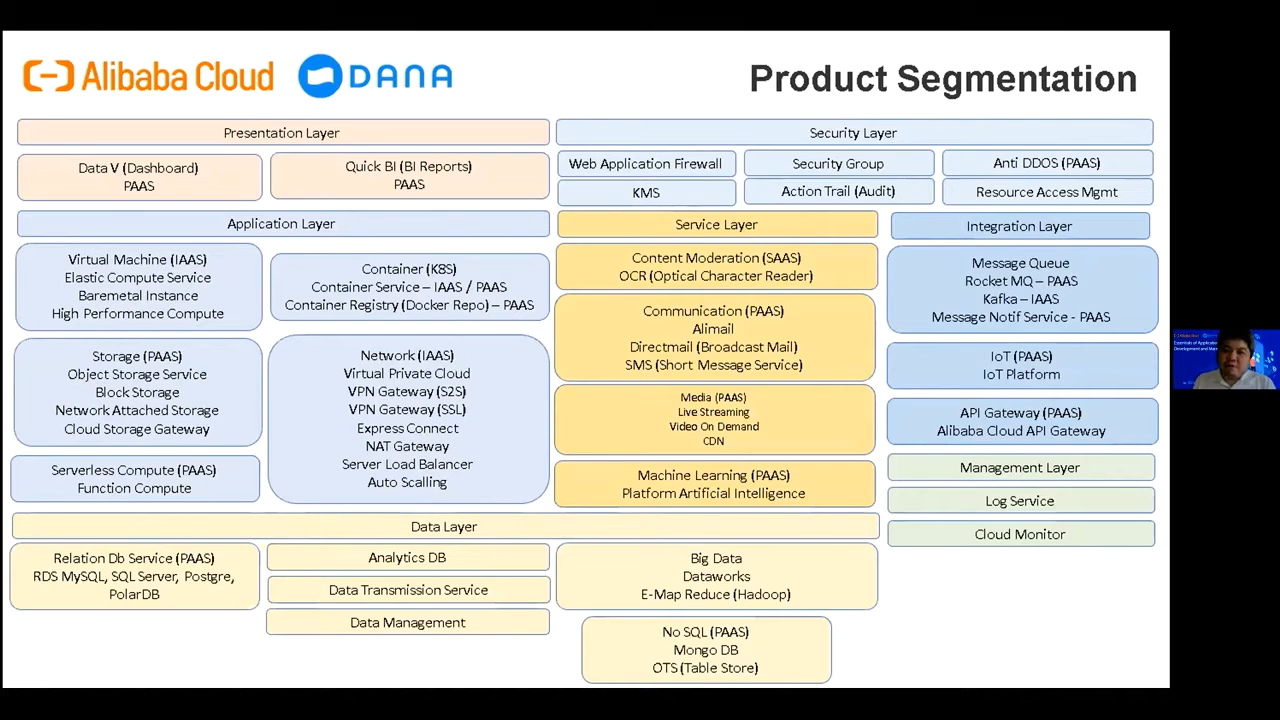 Alibaba Cloud
DANA
Product Segmentation
Presentation Layer
Data V (Dashboard)
PAAS
Quick BI (BI Reports)
PAAS
Security Layer
Web Application Firewall
Security Group
Anti DDOS (PAAS)
KMS
Action Trail (Audit)
Resource Access Mgmt
Application Layer
Virtual Machine (IAAS)
Elastic Compute Service
Baremetal Instance
High Performance Compute
Container (K8S)
Container Service – IAAS / PAAS
Container Registry (Docker Repo) – PAAS
Storage (PAAS)
Object Storage Service
Block Storage
Network Attached Storage
Cloud Storage Gateway
Network (IAAS)
Virtual Private Cloud
VPN Gateway (S2S)
VPN Gateway (SSL)
Express Connect
NAT Gateway
Server Load Balancer
Auto Scalling
Serverless Compute (PAAS)
Function Compute
Service Layer
Content Moderation (SAAS)
OCR (Optical Character Reader)
Communication (PAAS)
Alimail
Directmail (Broadcast Mail)
SMS (Short Message Service)
Media (PAAS)
Live Streaming
Video On Demand
CDN
Machine Learning (PAAS)
Platform Artificial Intelligence
Integration Layer
Message Queue
Rocket MQ – PAAS
Kafka – IAAS
Message Notif Service - PAAS
IoT (PAAS)
IoT Platform
API Gateway (PAAS)
Alibaba Cloud API Gateway
Management Layer
Log Service
Cloud Monitor
Data Layer
Relation Db Service (PAAS)
RDS MySQL, SQL Server, Postgre,
PolarDB
Analytics DB
Data Transmission Service
Data Management
Big Data
Dataworks
E-Map Reduce (Hadoop)
No SQL (PAAS)
Mongo DB
OTS (Table Store)